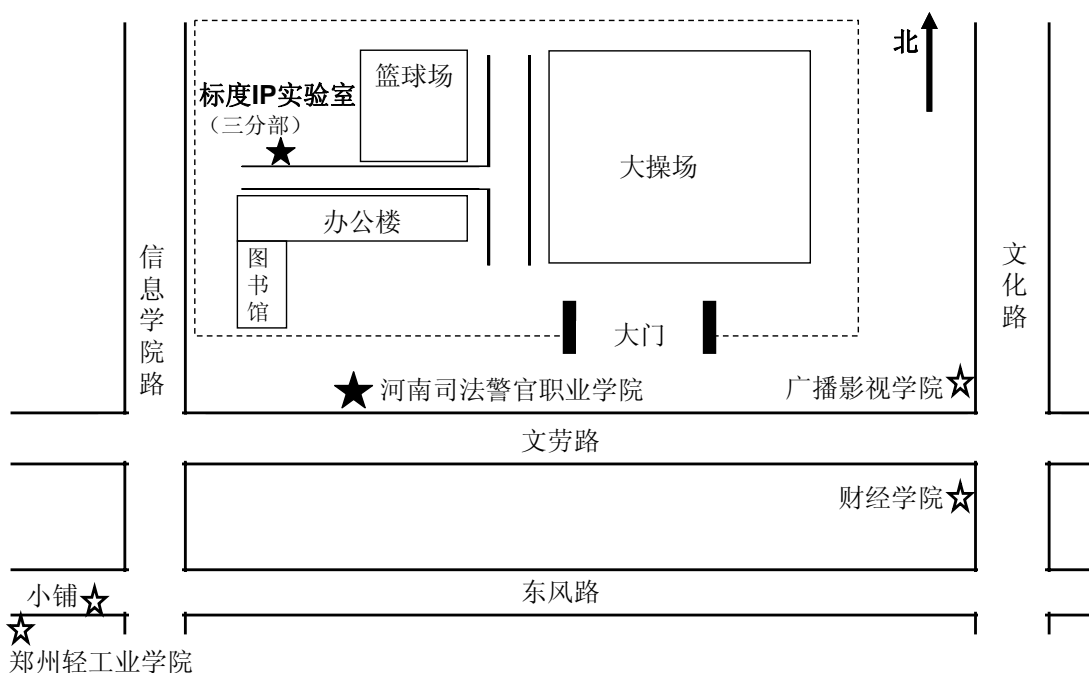 北
篮球场
标度IP实验室
（三分部）
大操场
办公楼
图书馆
信息学院路
文化路
大门
河南司法警官职业学院
广播影视学院
文劳路
财经学院
小铺
东风路
郑州轻工业学院